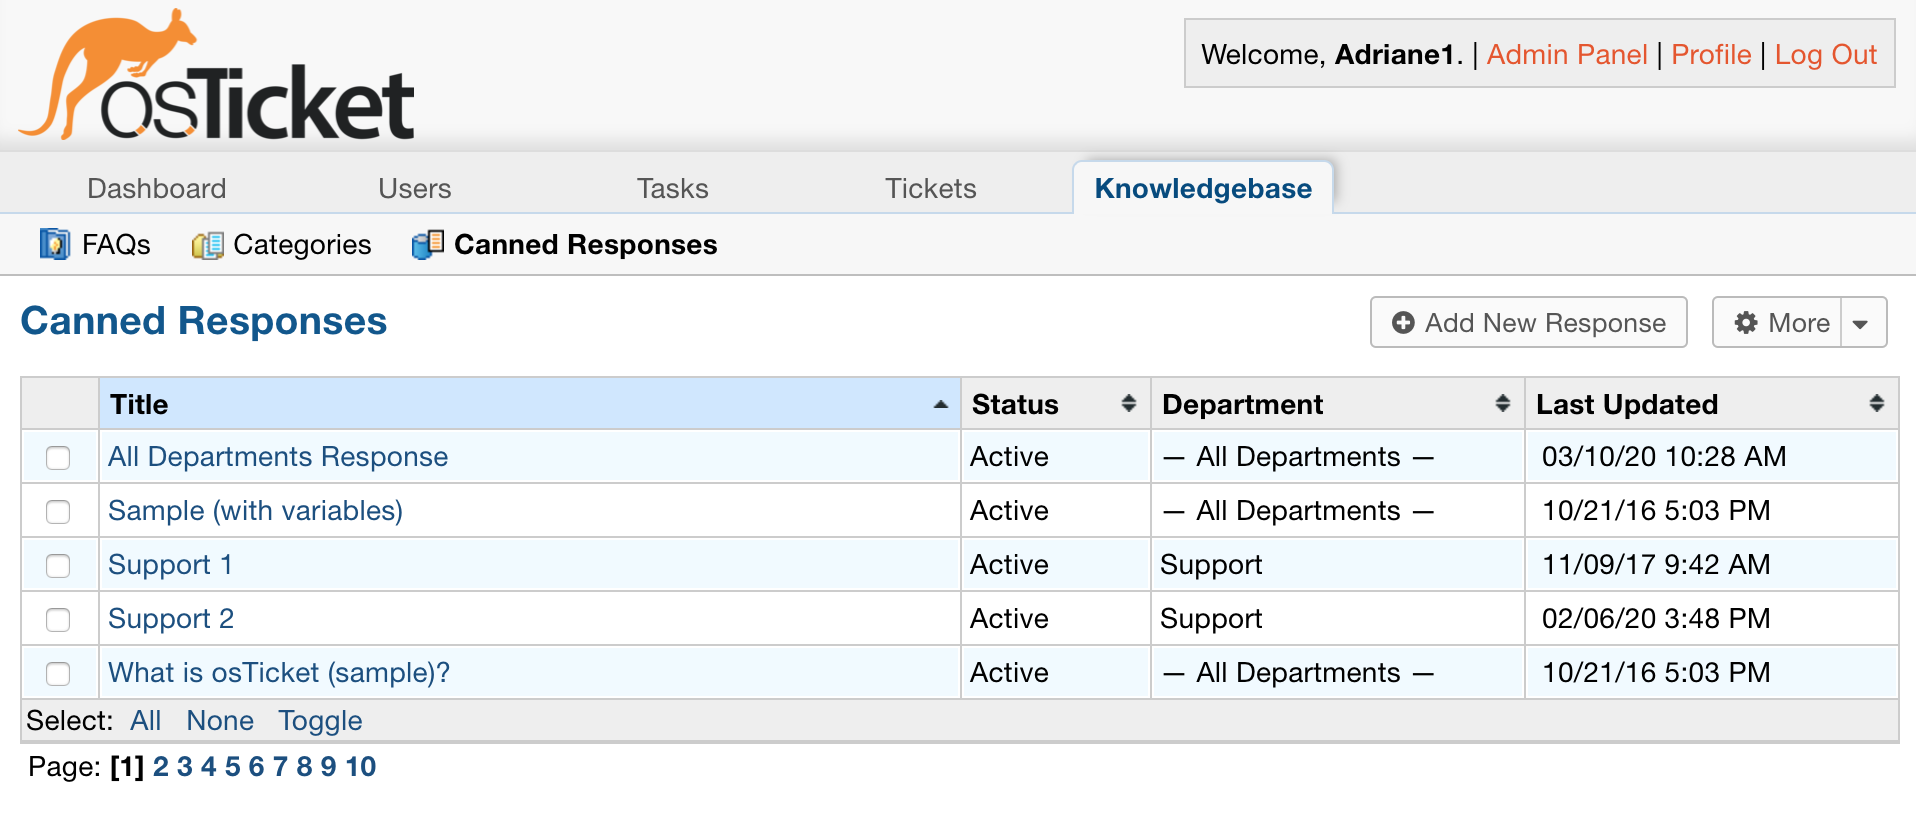 osTicket
Welcome, Adriane1. | Admin Panel | Profile | Log Out
Dashboard Users Tasks Tickets Knowledgebase
FAQs Categories Canned Responses
Canned Responses Add New Response More
Title Status Department Last Updated
All Departments Response Active — All Departments — 03/10/20 10:28 AM
Sample (with variables) Active — All Departments — 10/21/16 5:03 PM
Support 1 Active Support 11/09/17 9:42 AM
Support 2 Active Support 02/06/20 3:48 PM
What is osTicket (sample)? Active — All Departments — 10/21/16 5:03 PM
Select: All None Toggle
Page: [1] 2 3 4 5 6 7 8 9 10